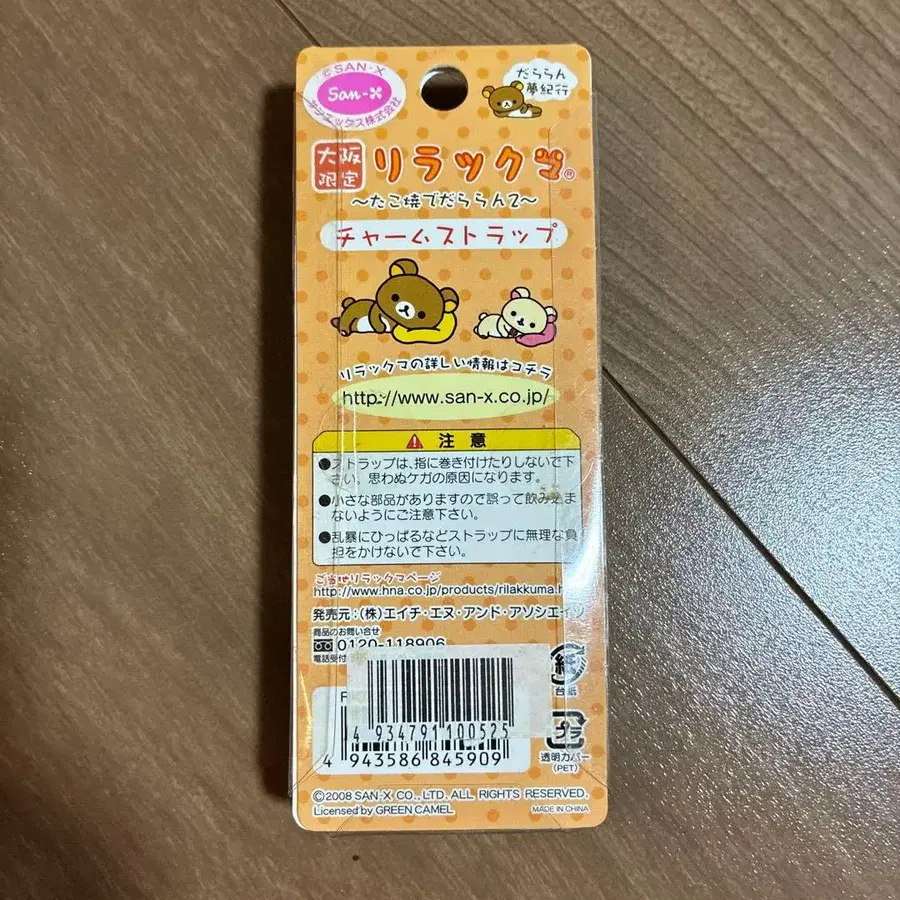 ©SAN-X
San-X
サンエックス株式会社
だららん
夢紀行
大阪
限定
リラックマ®
～たこ焼でだららん2～
チャームストラップ
リラックマの詳しい情報はコチラ
http://www.san-x.co.jp/
注意
●ストラップは、指に巻き付けたりしないで下
さい。思わぬケガの原因になります。
●小さな部品がありますので誤って飲み込ま
ないようにご注意下さい。
●乱暴にひっぱるなどストラップに無理な負
担をかけないで下さい。
ご当地リラックマページ
http://www.hna.co.jp/products/rilakkuma.h
発売元:(株)エイチ・エヌ・アンド・アソシエイツ
商品のお問い合せ
0120-118906
電話受付
紙
台紙
4 934791 100525
4 943586 845909
プラ
透明カバー
(PET)
©2008 SAN-X CO., LTD. ALL RIGHTS RESERVED.
Licensed by GREEN CAMEL
MADE IN CHINA